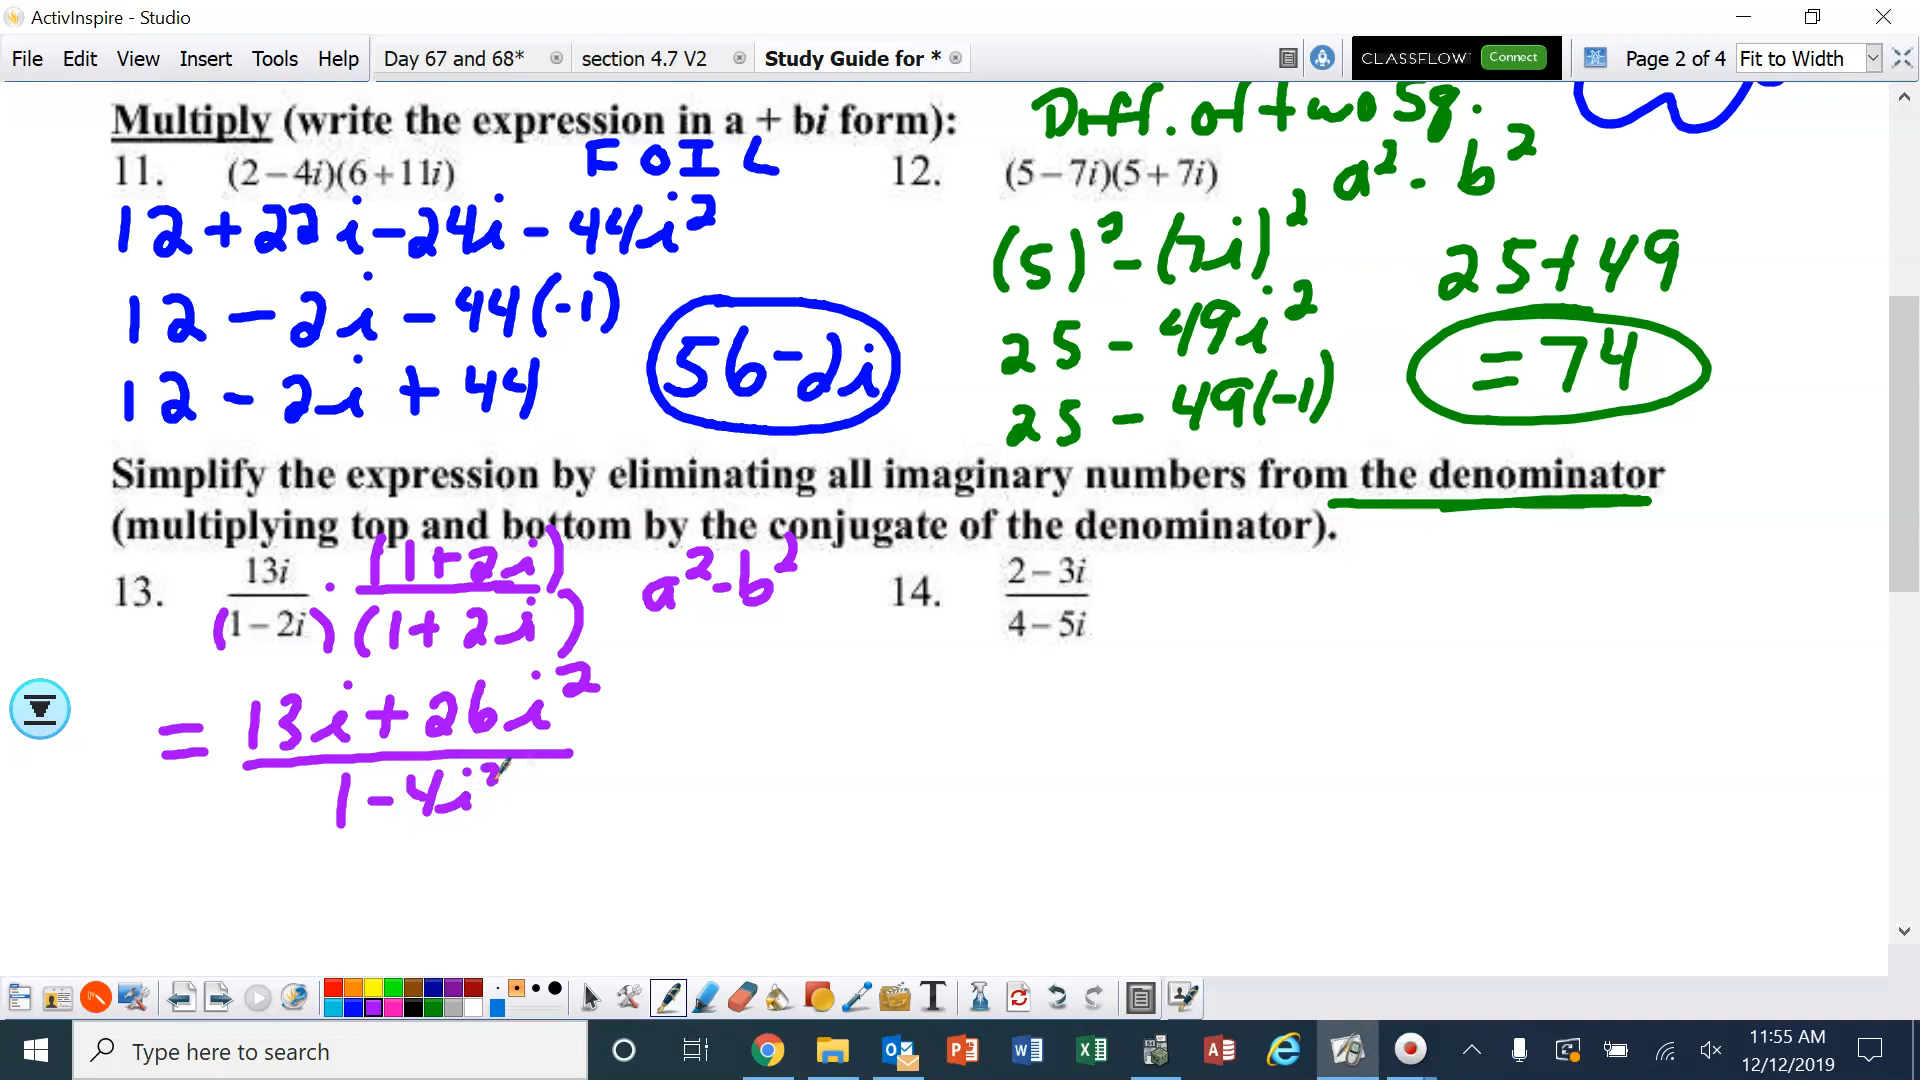 ActivInspire - Studio
File Edit View Insert Tools Help Day 67 and 68* section 4.7 V2 Study Guide for * CLASSFLOW Connect Page 2 of 4 Fit to Width
Multiply (write the expression in a + bi form):
Diff. of two Sq.
11. (2 − 4i)(6 + 11i) F O I L
12. (5 − 7i)(5 + 7i) a² - b²
12 + 22i - 24i - 44i²
12 - 2i - 44(-1)
12 - 2i + 44
56 - 2i
(5)² - (7i)²
25 - 49i²
25 - 49(-1)
25 + 49
= 74
Simplify the expression by eliminating all imaginary numbers from the denominator
(multiplying top and bottom by the conjugate of the denominator).
13. 13i / (1 − 2i) · (1 + 2i) / (1 + 2i) a² - b²
= 13i + 26i² / 1 - 4i²
14. 2 − 3i / 4 − 5i
T
Type here to search
11:55 AM
12/12/2019